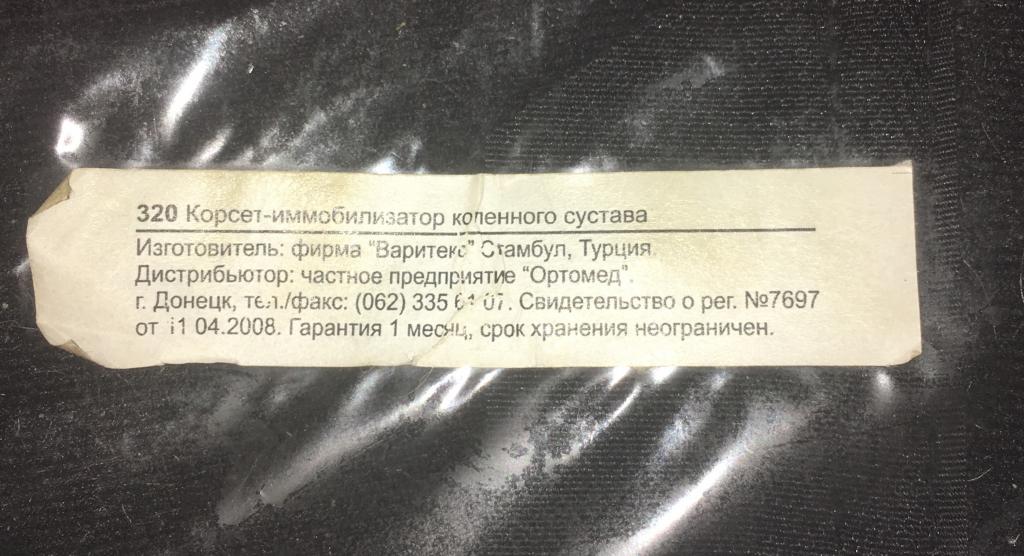 320 Корсет-иммобилизатор коленного сустава
Изготовитель: фирма "Варитекс" Стамбул, Турция.
Дистрибьютор: частное предприятие "Ортомед".
г. Донецк, тел./факс: (062) 335 61 07. Свидетельство о рег. №7697
от 11 04.2008. Гарантия 1 месяц, срок хранения неограничен.